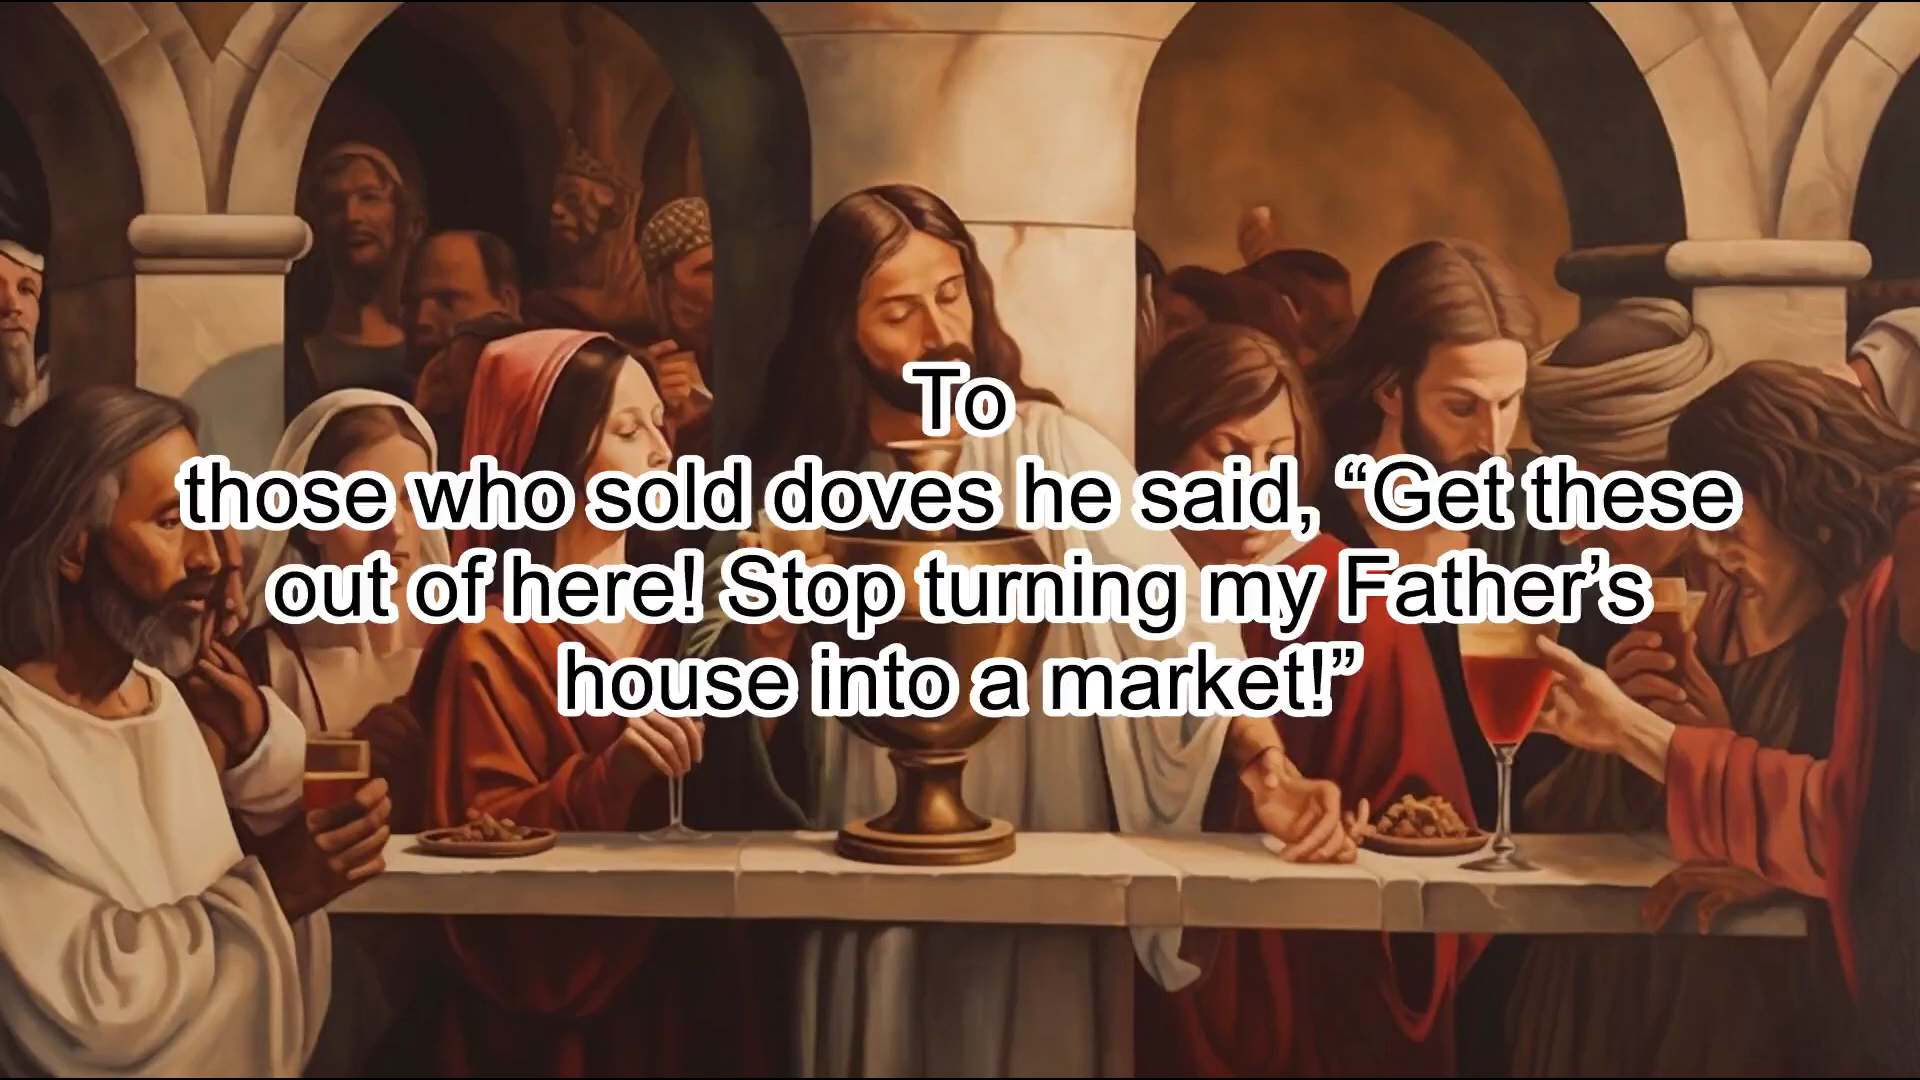 To
those who sold doves he said, “Get these
out of here! Stop turning my Father’s
house into a market!”